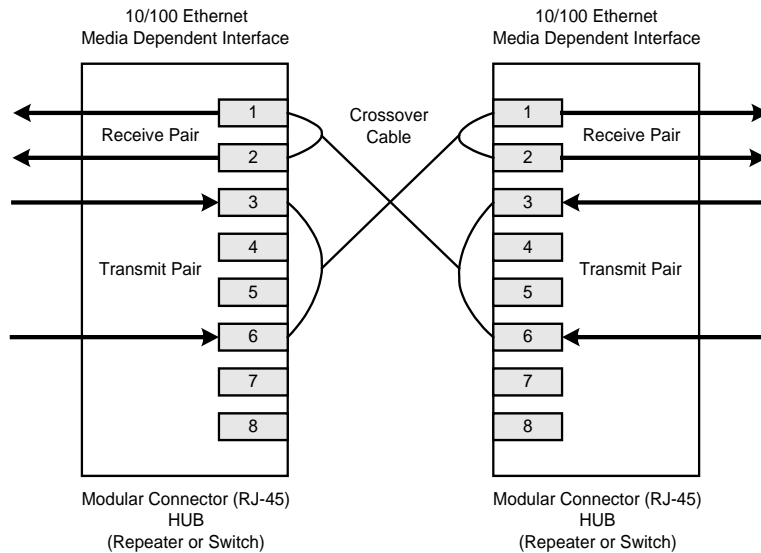 10/100 Ethernet
Media Dependent Interface
10/100 Ethernet
Media Dependent Interface
1
Receive Pair
2
3
4
Transmit Pair
5
6
7
8
Crossover
Cable
1
Receive Pair
2
3
4
Transmit Pair
5
6
7
8
Modular Connector (RJ-45)
HUB
(Repeater or Switch)
Modular Connector (RJ-45)
HUB
(Repeater or Switch)